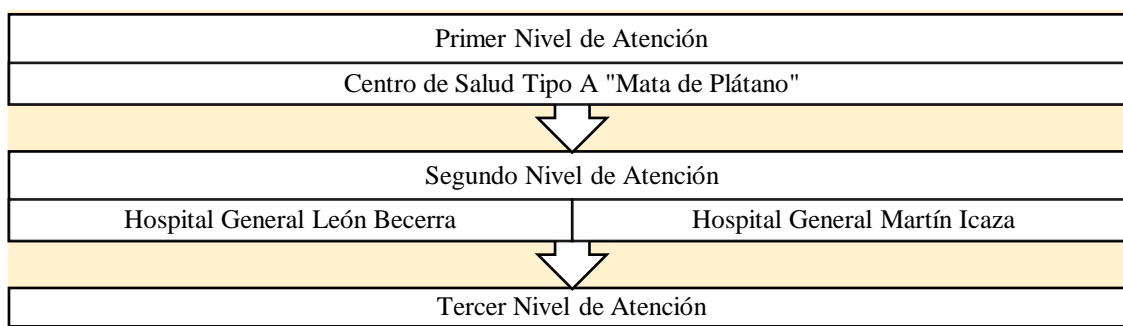 Primer Nivel de Atención
Centro de Salud Tipo A "Mata de Plátano"
Segundo Nivel de Atención
Hospital General León Becerra
Hospital General Martín Icaza
Tercer Nivel de Atención